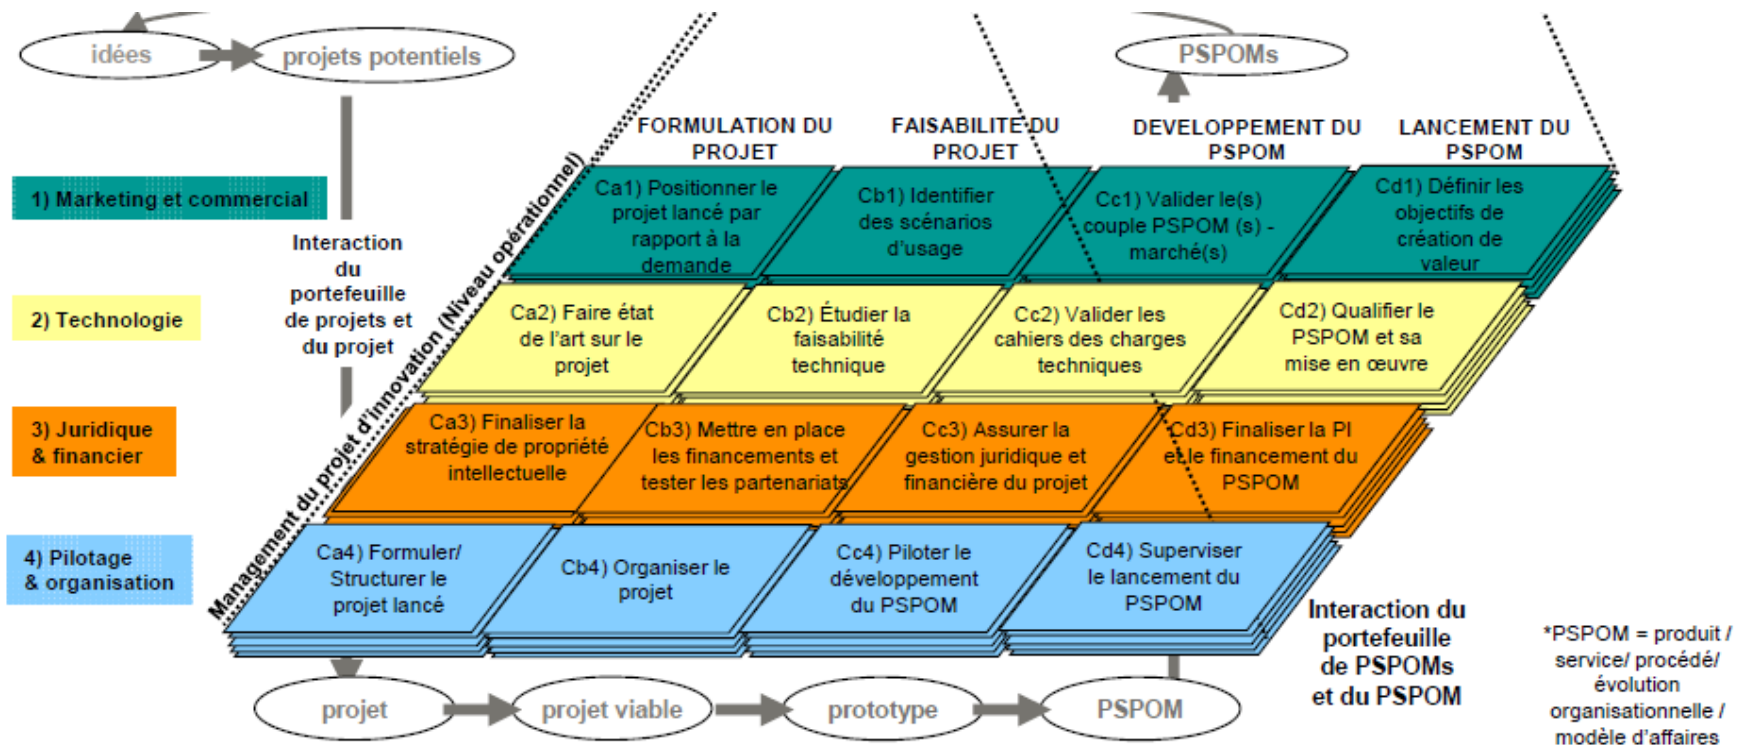 idées
projets potentiels
PSPOMs
FORMULATION DU
PROJET
FAISABILITE DU
PROJET
DEVELOPPEMENT DU
PSPOM
LANCEMENT DU
PSPOM
Management du projet d'innovation (Niveau opérationnel)
1) Marketing et commercial
Ca1) Positionner le
projet lancé par
rapport à la
demande
Cb1) Identifier
des scénarios
d'usage
Cc1) Valider le(s)
couple PSPOM (s) -
marché(s)
Cd1) Définir les
objectifs de
création de
valeur
Interaction
du
portefeuille
de projets et
du projet
2) Technologie
Ca2) Faire état
de l'art sur le
projet
Cb2) Étudier la
faisabilité
technique
Cc2) Valider les
cahiers des charges
techniques
Cd2) Qualifier le
PSPOM et sa
mise en œuvre
3) Juridique
& financier
Ca3) Finaliser la
stratégie de propriété
intellectuelle
Cb3) Mettre en place
les financements et
tester les partenariats
Cc3) Assurer la
gestion juridique et
financière du projet
Cd3) Finaliser la PI
et le financement du
PSPOM
4) Pilotage
& organisation
Ca4) Formuler/
Structurer le
projet lancé
Cb4) Organiser le
projet
Cc4) Piloter le
développement
du PSPOM
Cd4) Superviser
le lancement du
PSPOM
Interaction du
portefeuille
de PSPOMs
et du PSPOM
projet
projet viable
prototype
PSPOM
*PSPOM = produit /
service/ procédé/
évolution
organisationnelle /
modèle d'affaires